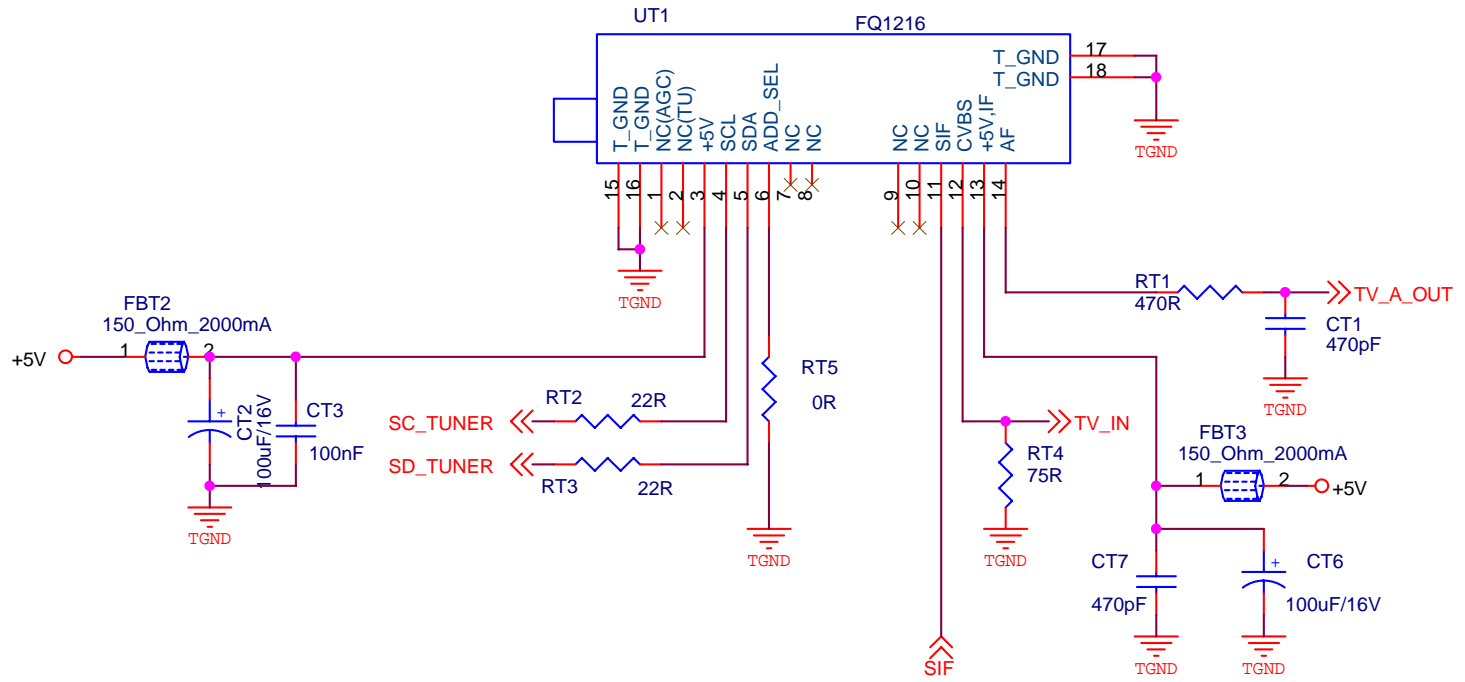 UT1
FQ1216
T_GND
17
T_GND
18
TGND
T_GND
T_GND
NC(AGC)
NC(TU)
+5V
SCL
SDA
ADD_SEL
NC
NC
NC
NC
SIF
CVBS
+5V,IF
AF
15
16
1
2
3
4
5
6
7
8
9
10
11
12
13
14
TGND
FBT2
150_Ohm_2000mA
+5V
1
2
CT2
100uF/16V
+
CT3
100nF
TGND
RT2
22R
SC_TUNER
SD_TUNER
RT3
22R
RT5
0R
TGND
RT1
470R
TV_A_OUT
CT1
470pF
TGND
TV_IN
RT4
75R
TGND
FBT3
150_Ohm_2000mA
1
2
+5V
CT7
470pF
TGND
CT6
+
100uF/16V
TGND
SIF